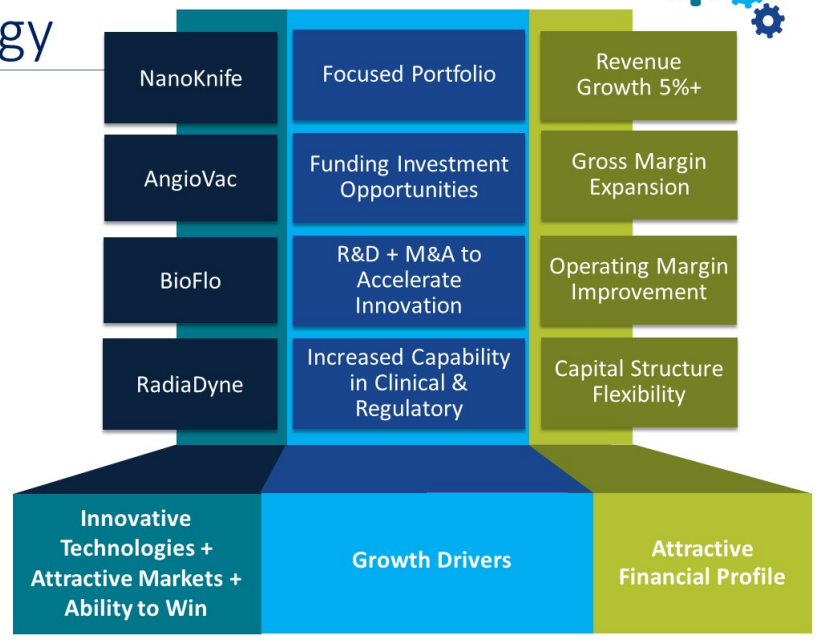 gy
NanoKnife
Focused Portfolio
Revenue
Growth 5%+
AngioVac
Funding Investment
Opportunities
Gross Margin
Expansion
BioFlo
R&D + M&A to
Accelerate
Innovation
Operating Margin
Improvement
RadiaDyne
Increased Capability
in Clinical &
Regulatory
Capital Structure
Flexibility
Innovative
Technologies +
Attractive Markets +
Ability to Win
Growth Drivers
Attractive
Financial Profile